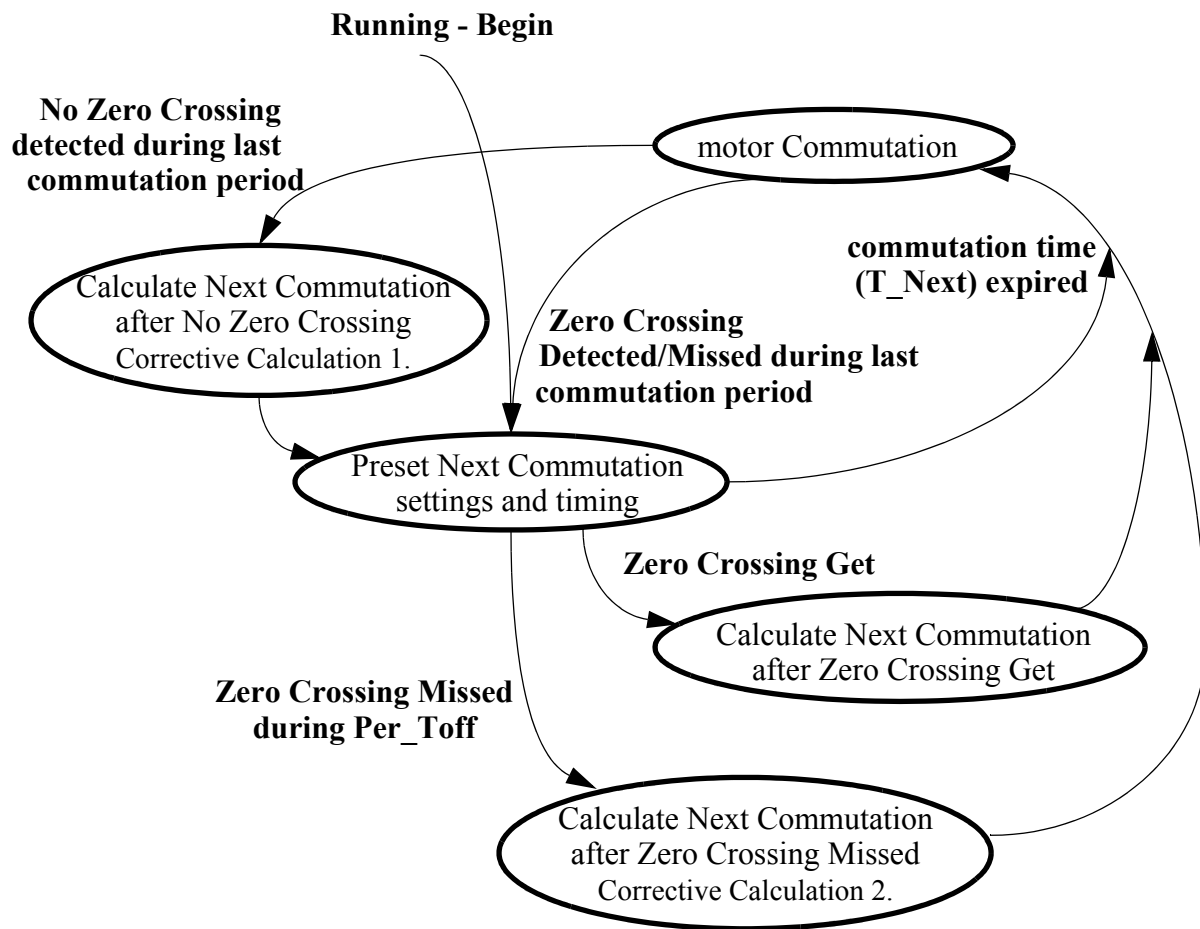 Running - Begin
No Zero Crossing
detected during last
commutation period
motor Commutation
commutation time
(T_Next) expired
Calculate Next Commutation
after No Zero Crossing
Corrective Calculation 1.
Zero Crossing
Detected/Missed during last
commutation period
Preset Next Commutation
settings and timing
Zero Crossing Get
Calculate Next Commutation
after Zero Crossing Get
Zero Crossing Missed
during Per_Toff
Calculate Next Commutation
after Zero Crossing Missed
Corrective Calculation 2.